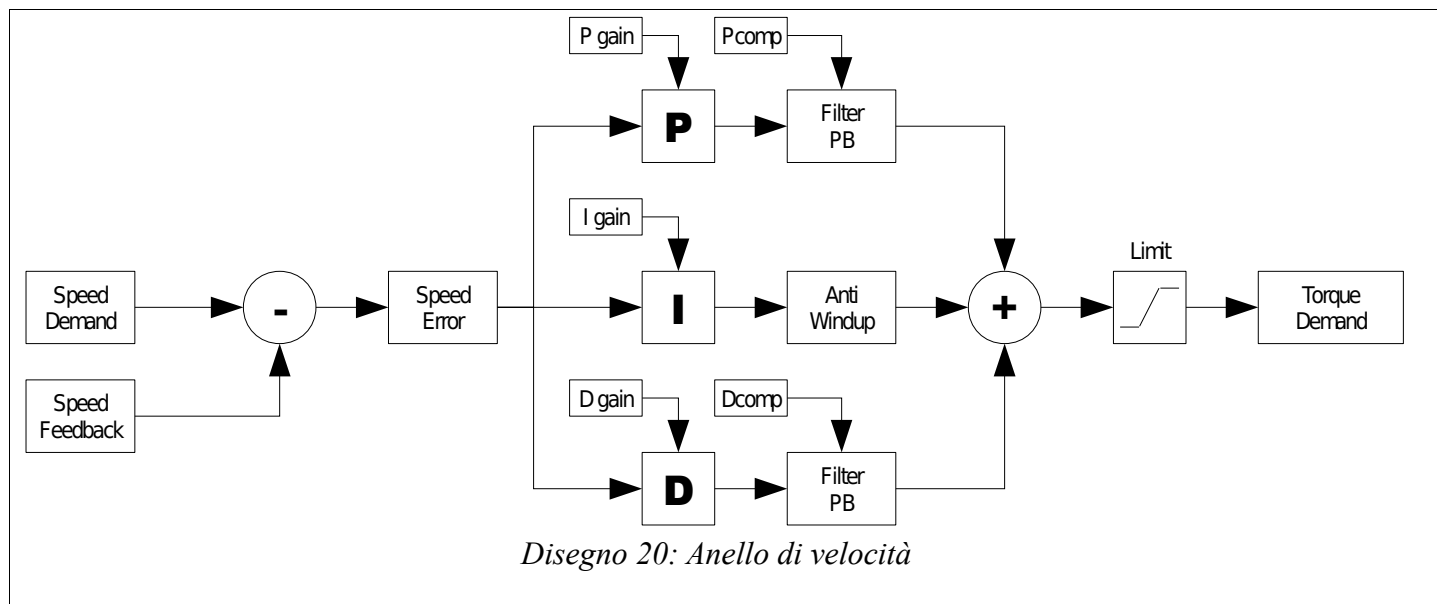 P gain
Pcomp
P
Filter
PB
I gain
Limit
Speed
Demand
-
Speed
Error
I
Anti
Windup
+
Torque
Demand
Speed
Feedback
D gain
Dcomp
D
Filter
PB
Disegno 20: Anello di velocità